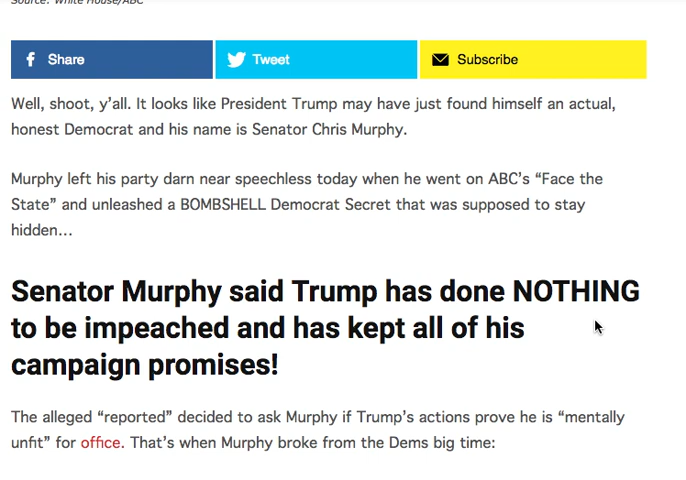 Source: White House/ABC
Share
Tweet
Subscribe
Well, shoot, y’all. It looks like President Trump may have just found himself an actual,
honest Democrat and his name is Senator Chris Murphy.
Murphy left his party darn near speechless today when he went on ABC’s “Face the
State” and unleashed a BOMBSHELL Democrat Secret that was supposed to stay
hidden…
Senator Murphy said Trump has done NOTHING
to be impeached and has kept all of his
campaign promises!
The alleged “reported” decided to ask Murphy if Trump’s actions prove he is “mentally
unfit” for office. That’s when Murphy broke from the Dems big time: